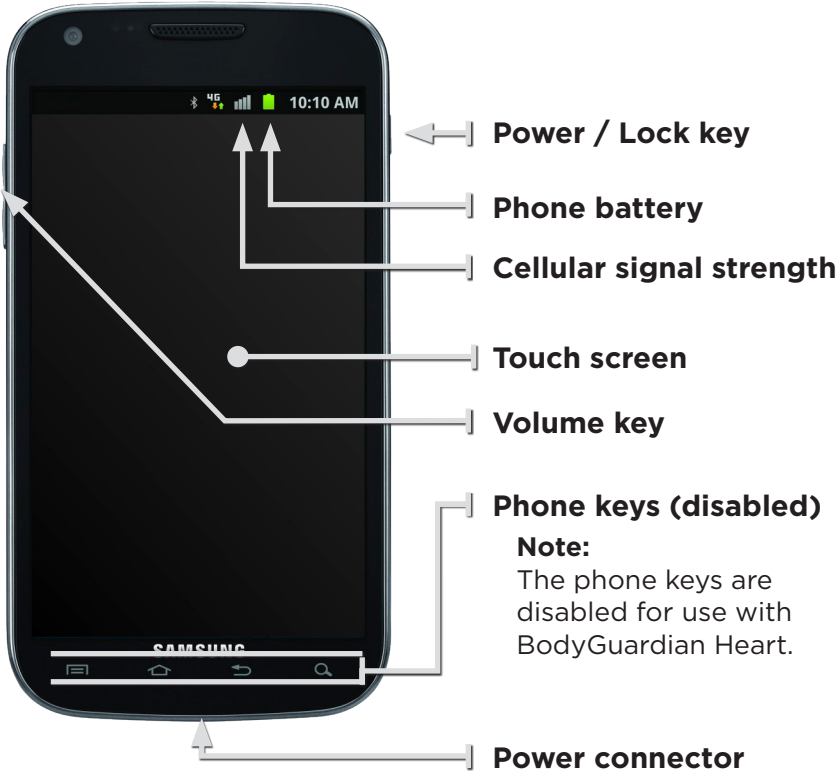 4G
10:10 AM
Power / Lock key
Phone battery
Cellular signal strength
Touch screen
Volume key
Phone keys (disabled)
Note:
The phone keys are
disabled for use with
BodyGuardian Heart.
SAMSUNG
Power connector